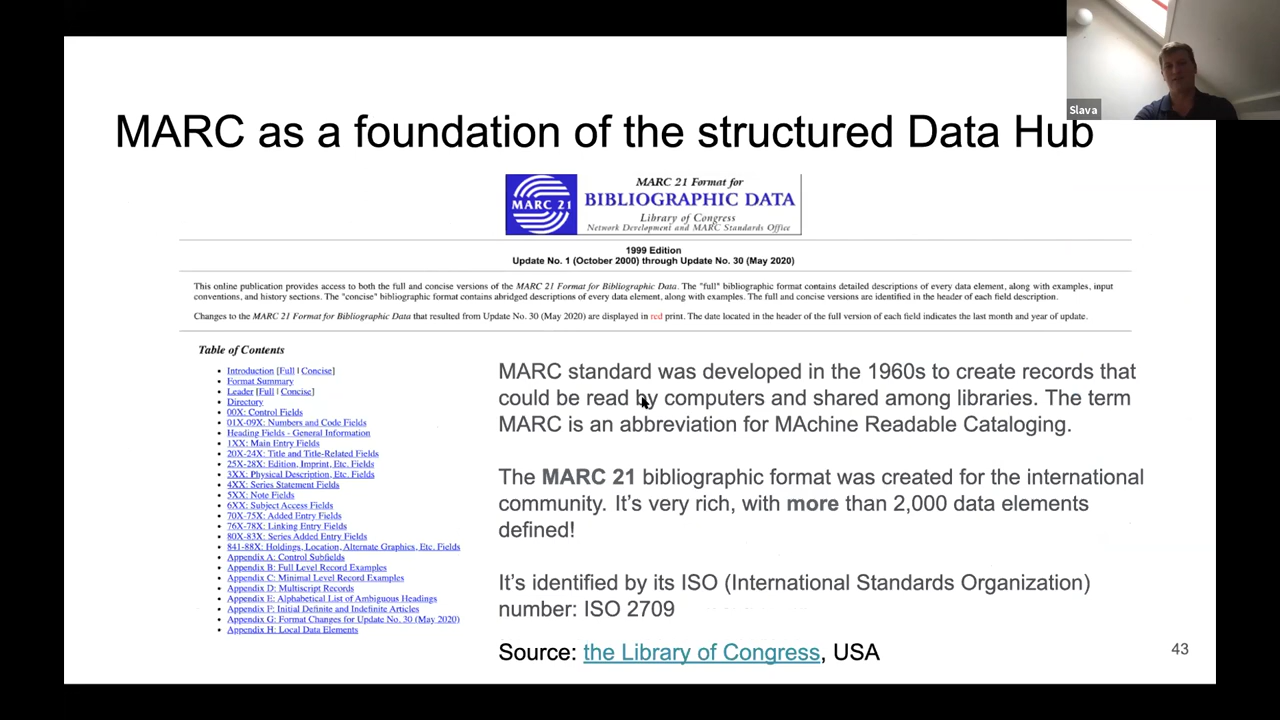 Slava
MARC as a foundation of the structured Data Hub
MARC 21
MARC 21 Format for
BIBLIOGRAPHIC DATA
Library of Congress
Network Development and MARC Standards Office
1999 Edition
Update No. 1 (October 2000) through Update No. 30 (May 2020)
This online publication provides access to both the full and concise versions of the MARC 21 Format for Bibliographic Data. The "full" bibliographic format contains detailed descriptions of every data element, along with examples, input
conventions, and history sections. The "concise" bibliographic format contains abridged descriptions of every data element, along with examples. The full and concise versions are identified in the header of each field description.
Changes to the MARC 21 Format for Bibliographic Data that resulted from Update No. 30 (May 2020) are displayed in red print. The date located in the header of the full version of each field indicates the last month and year of update.
Table of Contents
Introduction [Full | Concise]
Format Summary
Leader [Full | Concise]
Directory
00X: Control Fields
01X-09X: Numbers and Code Fields
Heading Fields - General Information
1XX: Main Entry Fields
20X-24X: Title and Title-Related Fields
25X-28X: Edition, Imprint, Etc. Fields
3XX: Physical Description, Etc. Fields
4XX: Series Statement Fields
5XX: Note Fields
6XX: Subject Access Fields
70X-75X: Added Entry Fields
76X-78X: Linking Entry Fields
80X-83X: Series Added Entry Fields
841-88X: Holdings, Location, Alternate Graphics, Etc. Fields
Appendix A: Control Subfields
Appendix B: Full Level Record Examples
Appendix C: Minimal Level Record Examples
Appendix D: Multiscript Records
Appendix E: Alphabetical List of Ambiguous Headings
Appendix F: Initial Definite and Indefinite Articles
Appendix G: Format Changes for Update No. 30 (May 2020)
Appendix H: Local Data Elements
MARC standard was developed in the 1960s to create records that
could be read by computers and shared among libraries. The term
MARC is an abbreviation for MAchine Readable Cataloging.
The MARC 21 bibliographic format was created for the international
community. It's very rich, with more than 2,000 data elements
defined!
It's identified by its ISO (International Standards Organization)
number: ISO 2709
Source: the Library of Congress, USA
43